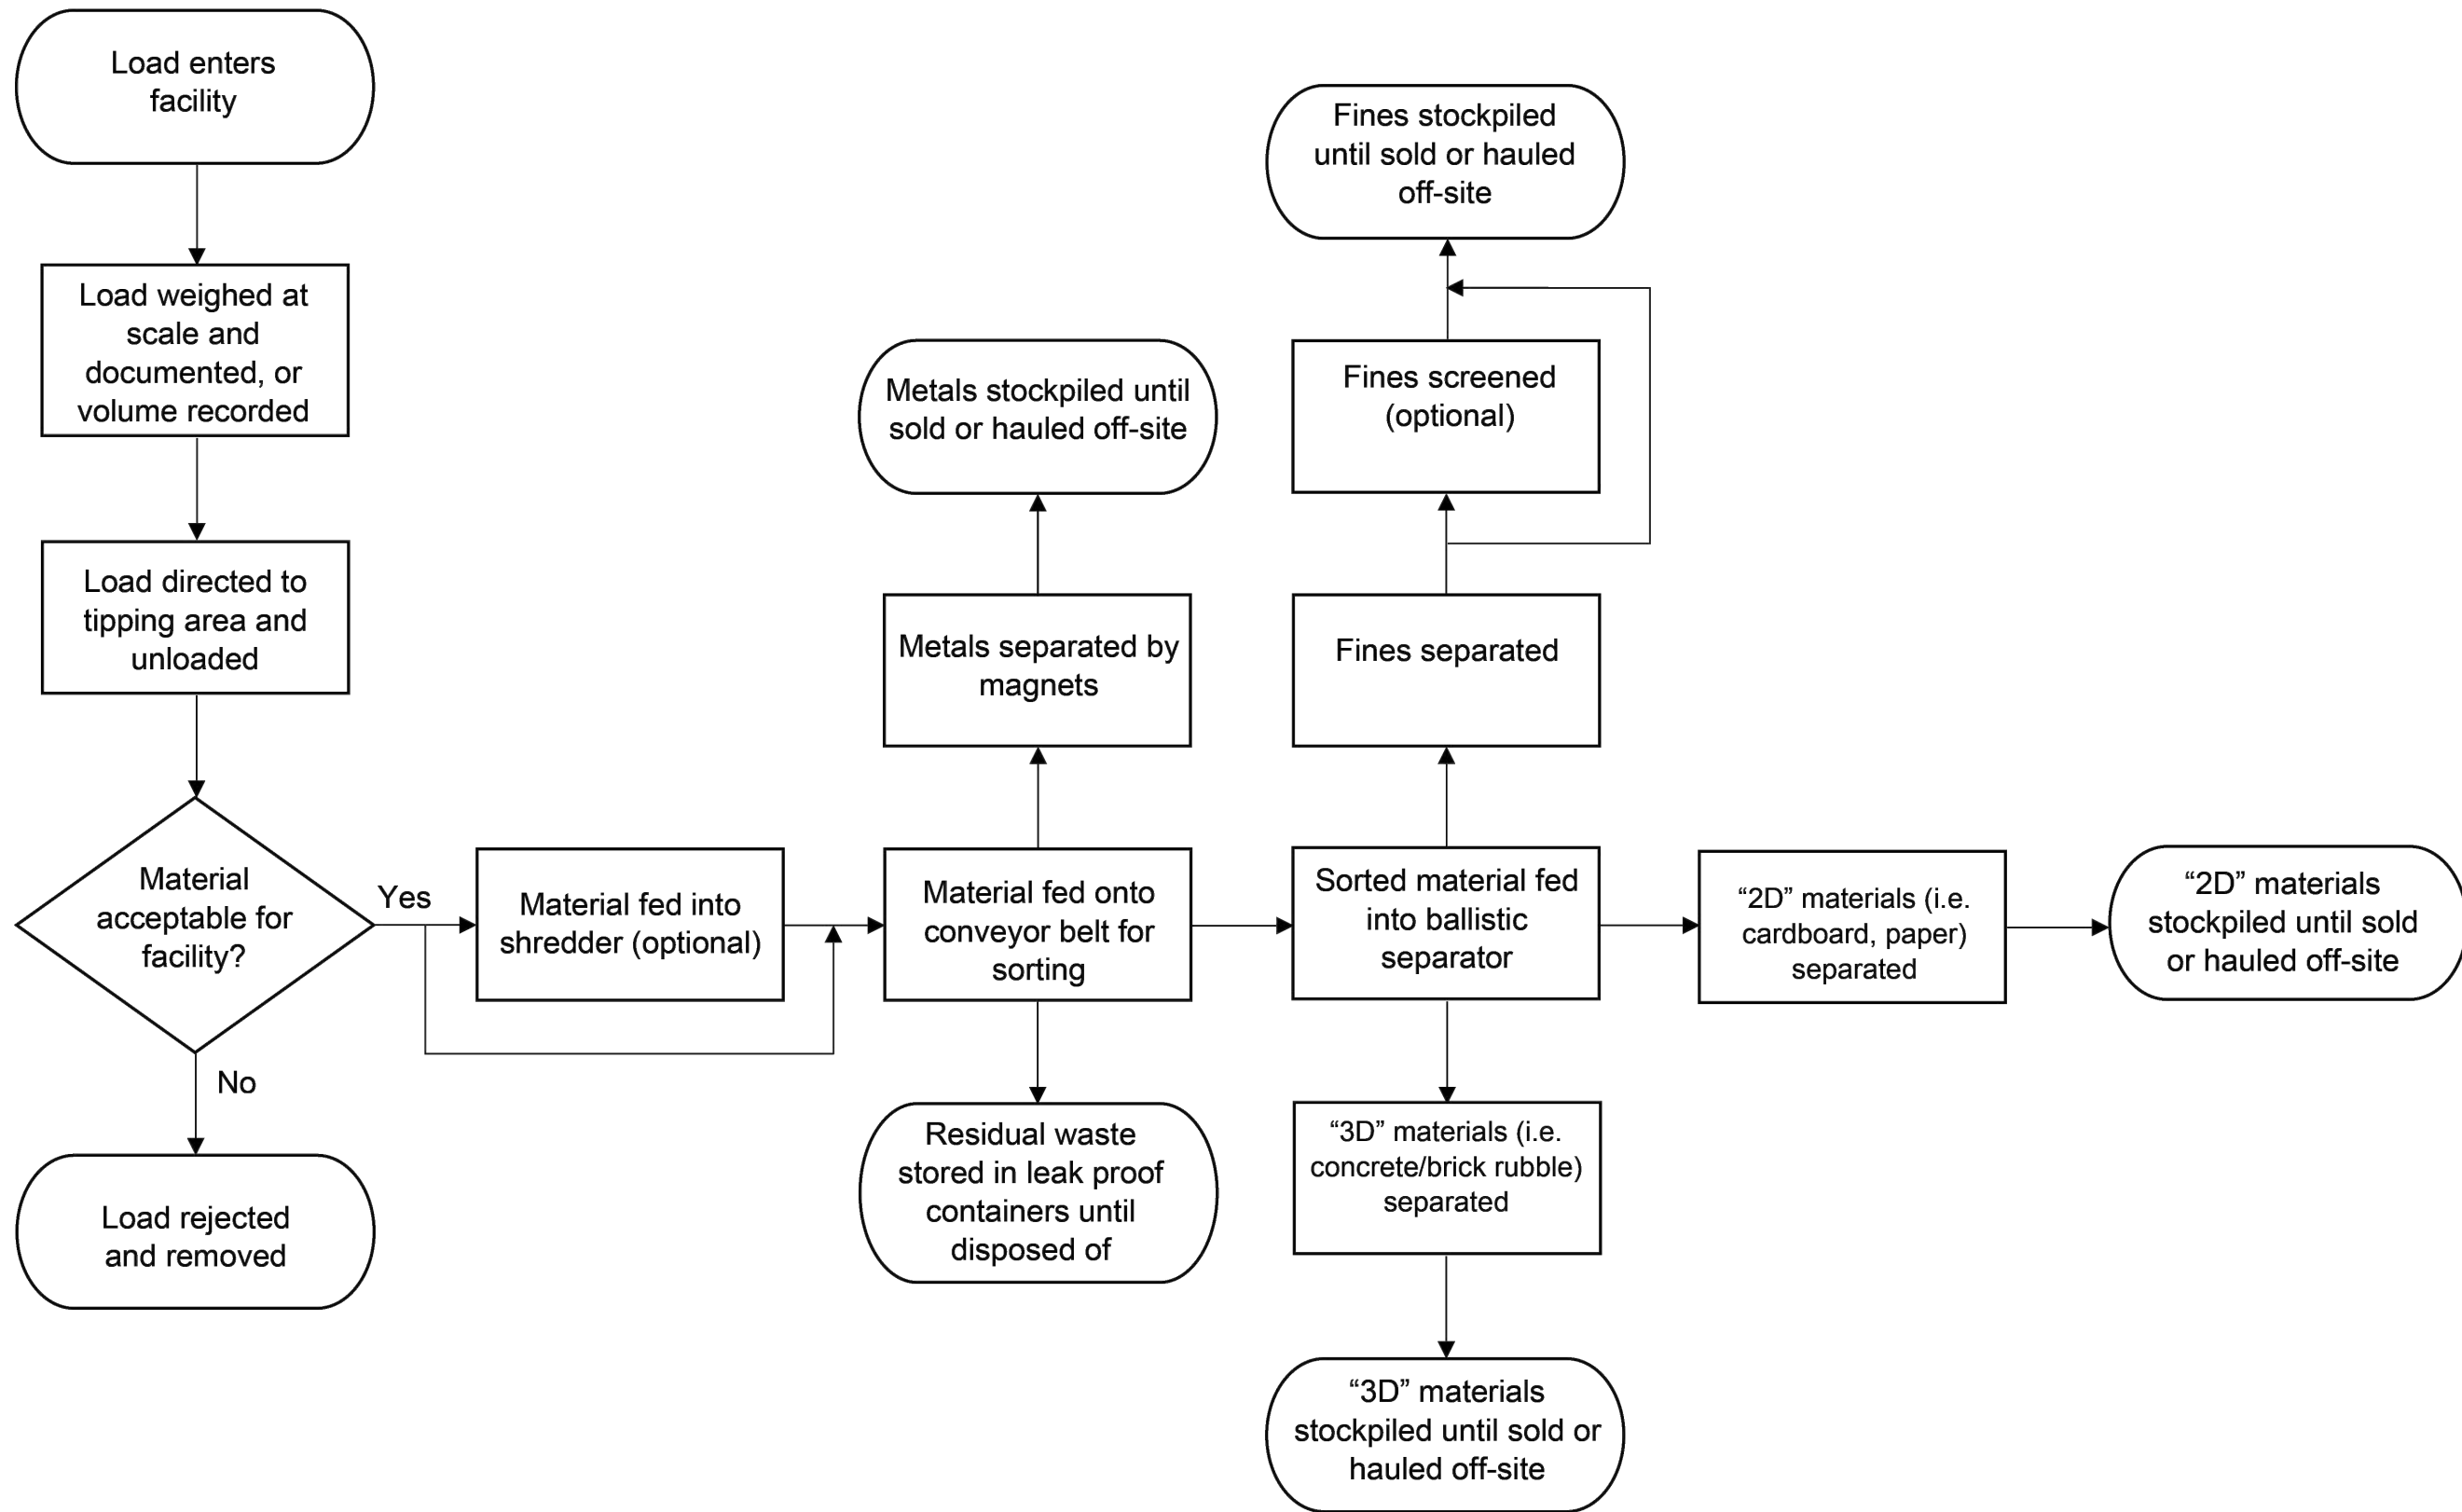 Load enters
facility
Load weighed at
scale and
documented, or
volume recorded
Load directed to
tipping area and
unloaded
Material
acceptable for
facility?
Yes
No
Load rejected
and removed
Material fed into
shredder (optional)
Material fed onto
conveyor belt for
sorting
Metals separated by
magnets
Metals stockpiled until
sold or hauled off-site
Residual waste
stored in leak proof
containers until
disposed of
Sorted material fed
into ballistic
separator
Fines separated
Fines screened
(optional)
Fines stockpiled
until sold or hauled
off-site
“2D” materials (i.e.
cardboard, paper)
separated
“2D” materials
stockpiled until sold
or hauled off-site
“3D” materials (i.e.
concrete/brick rubble)
separated
“3D” materials
stockpiled until sold or
hauled off-site